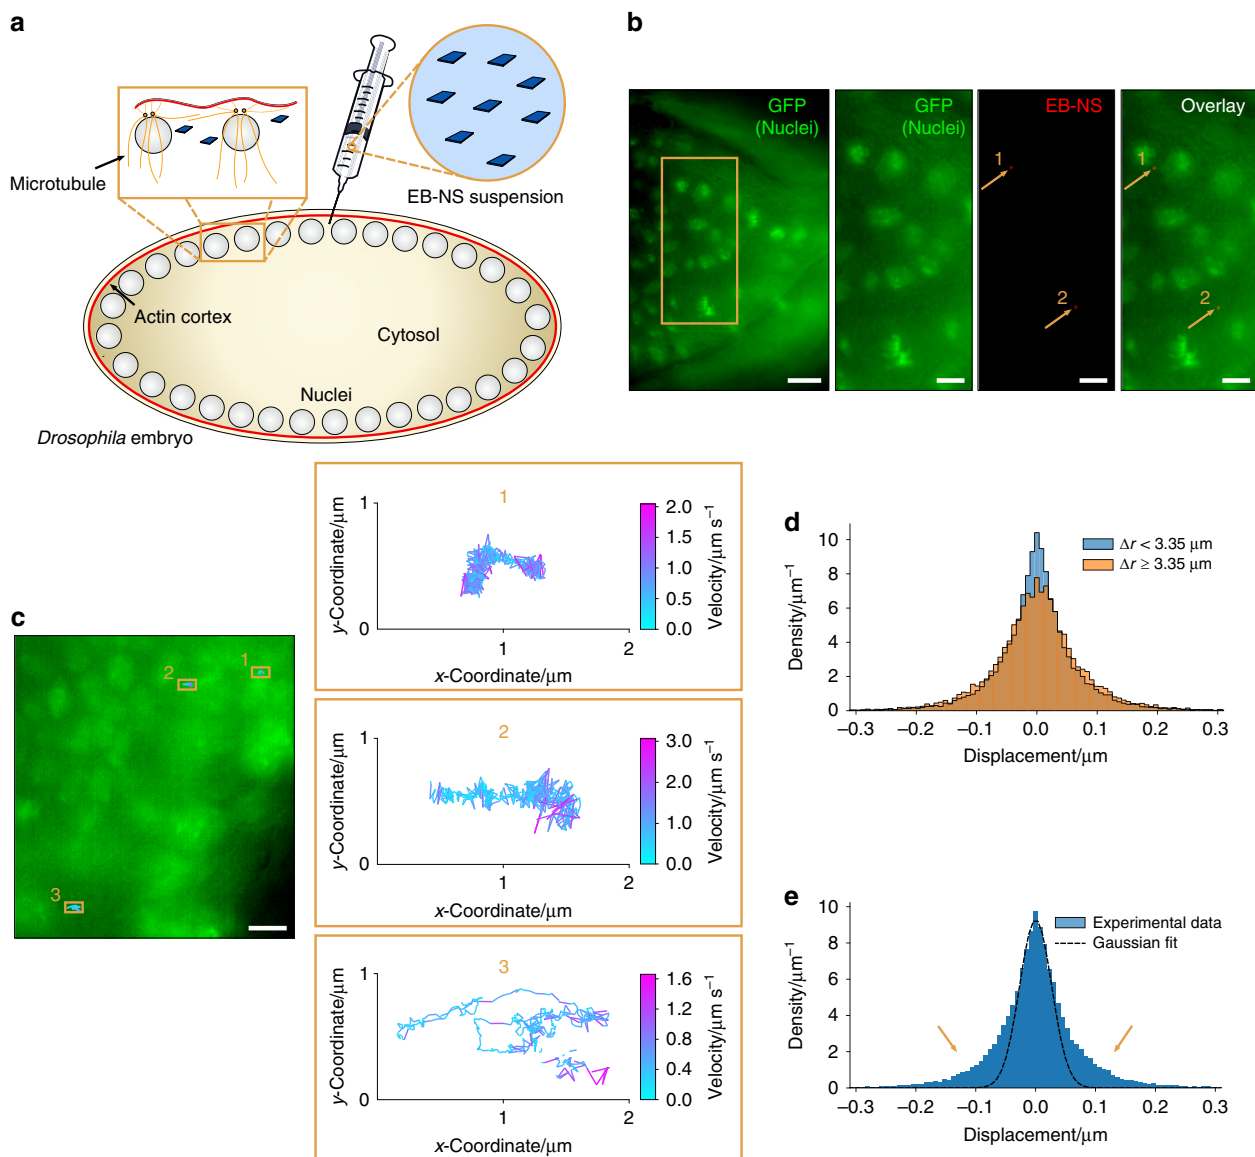 a
Microtubule
EB-NS suspension
Actin cortex
Cytosol
Nuclei
Drosophila embryo
b
GFP
(Nuclei)
GFP
(Nuclei)
EB-NS
1
2
Overlay
1
2
c
1
2
3
1
y-Coordinate/μm
1
0
1
2
x-Coordinate/μm
2.0
1.5
1.0
0.5
0.0
Velocity/μm s−1
2
y-Coordinate/μm
1
0
1
2
x-Coordinate/μm
3.0
2.0
1.0
0.0
Velocity/μm s−1
3
y-Coordinate/μm
1
0
1
2
x-Coordinate/μm
1.6
1.2
0.8
0.4
0.0
Velocity/μm s−1
d
Density/μm−1
10
8
6
4
2
0
Δr < 3.35 μm
Δr ≥ 3.35 μm
−0.3 −0.2 −0.1 0.0 0.1 0.2 0.3
Displacement/μm
e
Density/μm−1
10
8
6
4
2
0
Experimental data
Gaussian fit
−0.3 −0.2 −0.1 0.0 0.1 0.2 0.3
Displacement/μm